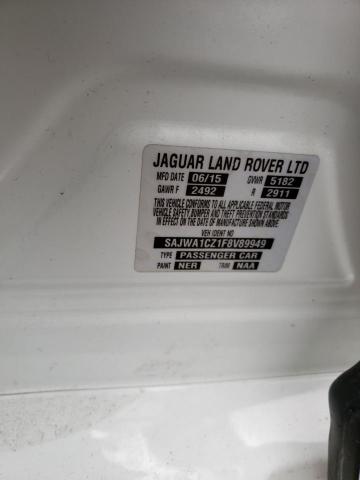 JAGUAR LAND ROVER LTD
MFD DATE 06/15 GVWR 5182
GAWR F 2492 R 2911
THIS VEHICLE CONFORMS TO ALL APPLICABLE FEDERAL MOTOR
VEHICLE SAFETY BUMPER AND THEFT PREVENTION STANDARDS
IN EFFECT ON THE DATE OF MANUFACTURE SHOWN ABOVE
VEH IDENT NO
SAJWA1CZ1F8V89949
TYPE PASSENGER CAR
PAINT NER TRIM NAA